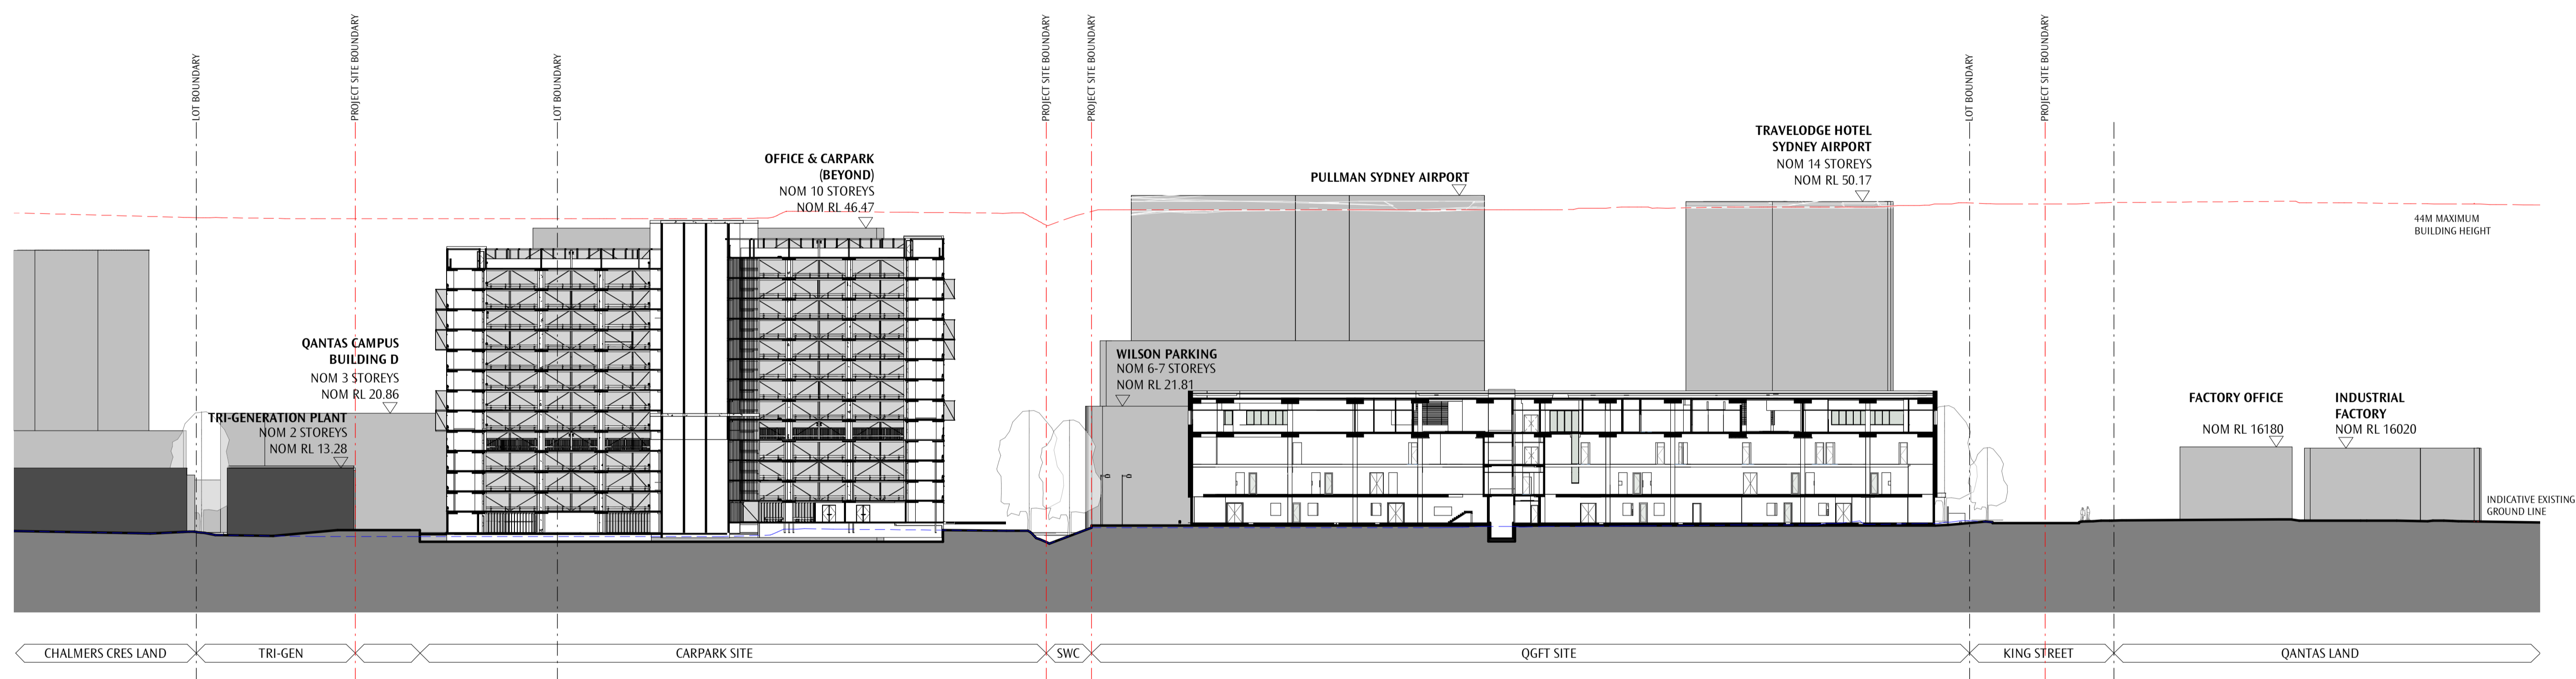 LOT BOUNDARY
PROJECT SITE BOUNDARY
LOT BOUNDARY
PROJECT SITE BOUNDARY
PROJECT SITE BOUNDARY
LOT BOUNDARY
PROJECT SITE BOUNDARY
OFFICE & CARPARK
(BEYOND)
NOM 10 STOREYS
NOM RL 46.47
PULLMAN SYDNEY AIRPORT
TRAVELODGE HOTEL
SYDNEY AIRPORT
NOM 14 STOREYS
NOM RL 50.17
44M MAXIMUM
BUILDING HEIGHT
QANTAS CAMPUS
BUILDING D
NOM 3 STOREYS
NOM RL 20.86
TRI-GENERATION PLANT
NOM 2 STOREYS
NOM RL 13.28
WILSON PARKING
NOM 6-7 STOREYS
NOM RL 21.81
FACTORY OFFICE
NOM RL 16180
INDUSTRIAL
FACTORY
NOM RL 16020
INDICATIVE EXISTING
GROUND LINE
CHALMERS CRES LAND
TRI-GEN
CARPARK SITE
SWC
QGFT SITE
KING STREET
QANTAS LAND